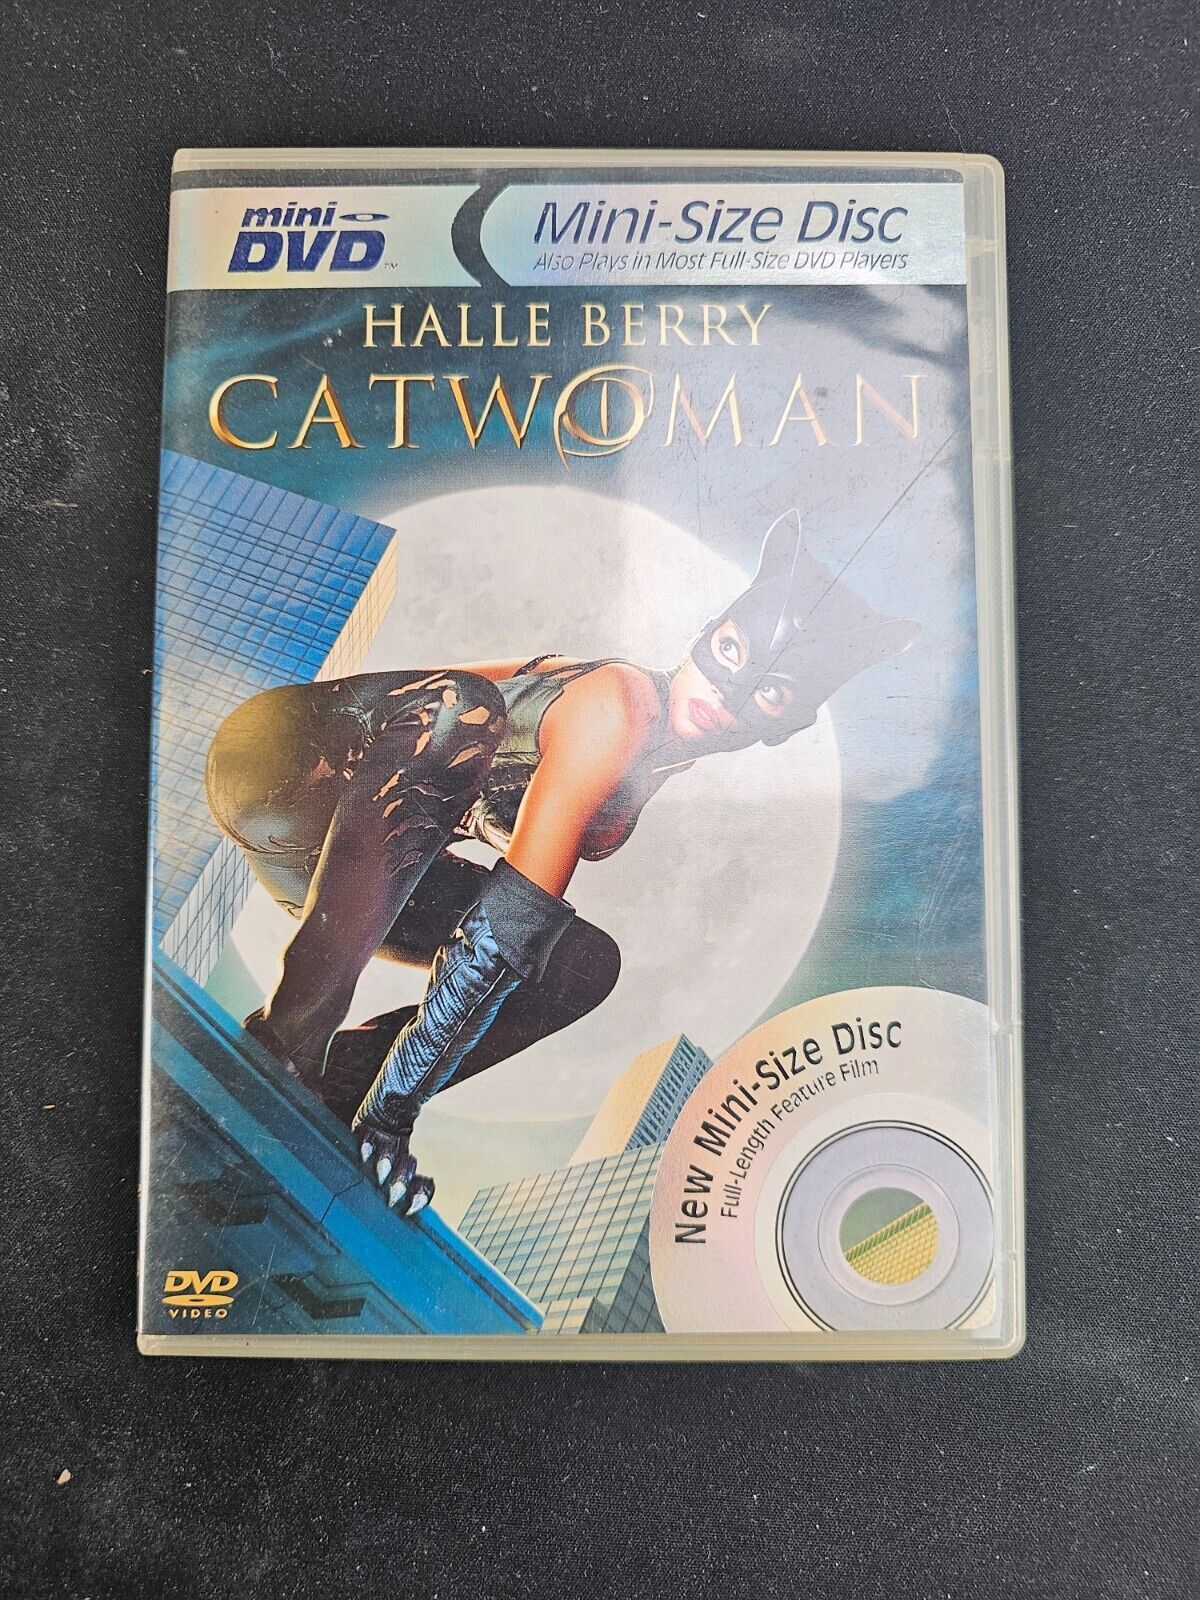 mini
DVD™
Mini-Size Disc
Also Plays in Most Full-Size DVD Players
HALLE BERRY
CATWOMAN
New Mini-Size Disc
Full-Length Feature Film
DVD
VIDEO